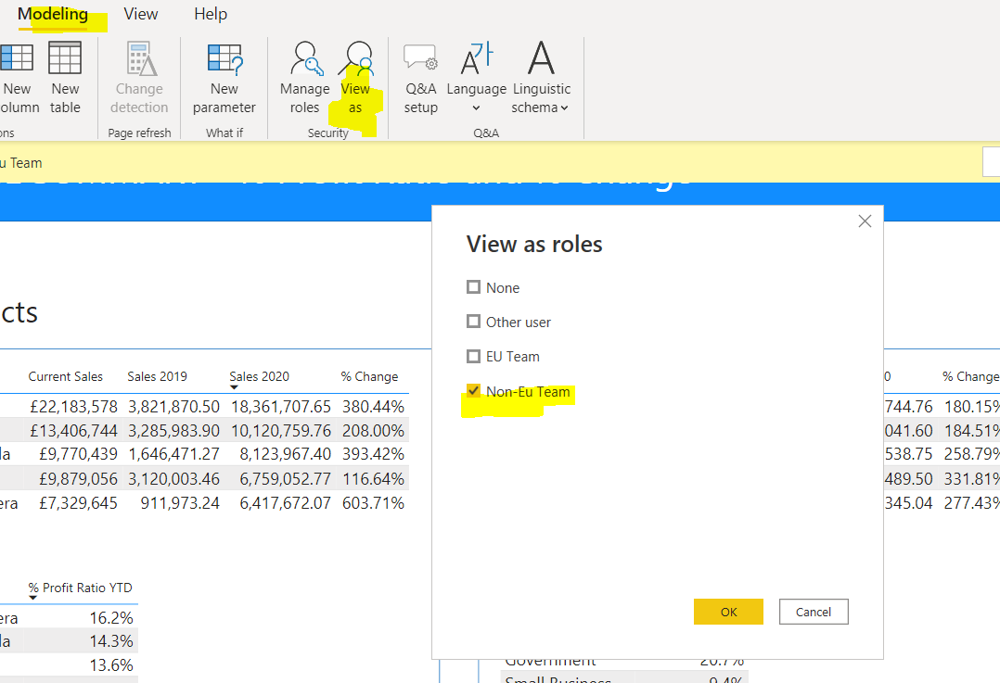 Modeling View Help
New New Change New Manage View Q&A Language Linguistic
olumn table detection parameter roles as setup schema
ons Page refresh What if Security Q&A
u Team
View as roles
None
Other user
EU Team
Non-Eu Team
OK Cancel
cts
Current Sales Sales 2019 Sales 2020 % Change
£22,183,578 3,821,870.50 18,361,707.65 380.44%
£13,406,744 3,285,983.90 10,120,759.76 208.00%
la £9,770,439 1,646,471.27 8,123,967.40 393.42%
£9,879,056 3,120,003.46 6,759,052.77 116.64%
era £7,329,645 911,973.24 6,417,672.07 603.71%
0 % Change
744.76 180.15%
041.60 184.51%
538.75 258.79%
489.50 331.81%
345.04 277.43%
% Profit Ratio YTD
era 16.2%
la 14.3%
13.6%
Government 20.7%
Small Business 9.4%